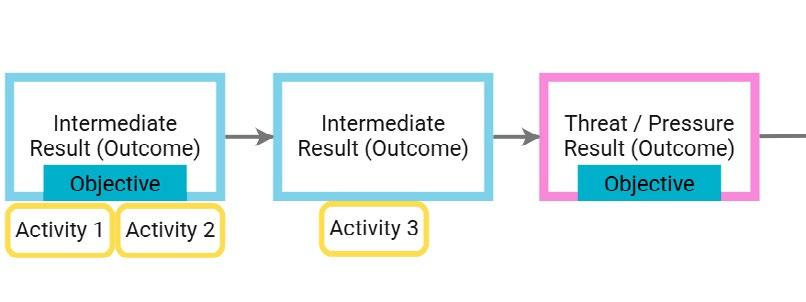 Intermediate
Result (Outcome)
Objective
Activity 1
Activity 2
Intermediate
Result (Outcome)
Activity 3
Threat / Pressure
Result (Outcome)
Objective